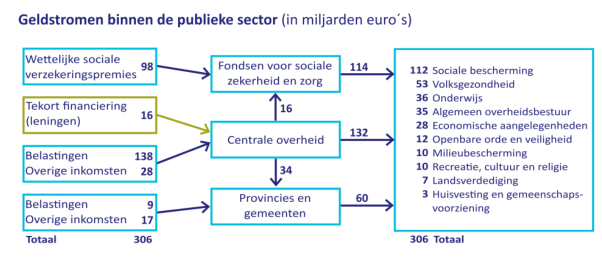 Geldstromen binnen de publieke sector (in miljarden euro´s)
Wettelijke sociale
verzekeringspremies 98
Tekort financiering
(leningen) 16
Belastingen 138
Overige inkomsten 28
Belastingen 9
Overige inkomsten 17
Totaal 306
Fondsen voor sociale
zekerheid en zorg
16
Centrale overheid
34
Provincies en
gemeenten
114
132
60
112 Sociale bescherming
53 Volksgezondheid
36 Onderwijs
35 Algemeen overheidsbestuur
28 Economische aangelegenheden
12 Openbare orde en veiligheid
10 Milieubescherming
10 Recreatie, cultuur en religie
7 Landsverdediging
3 Huisvesting en gemeenschaps-
voorziening
306 Totaal